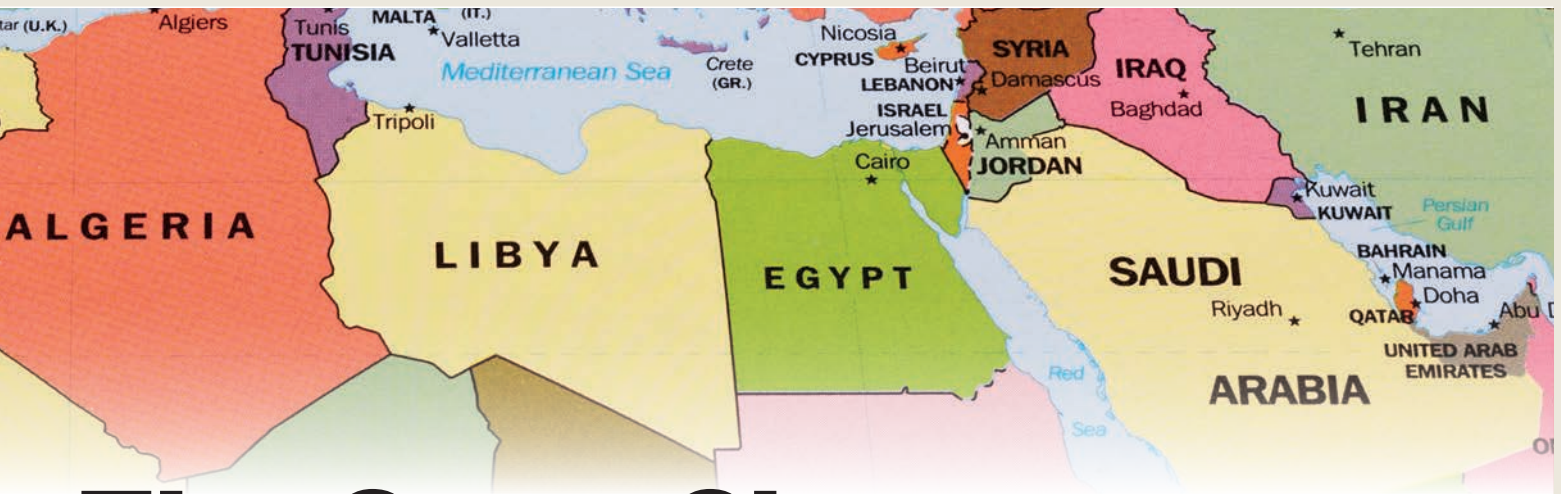 tar (U.K.)
Algiers
Tunis
TUNISIA
MALTA
(IT.)
Valletta
Mediterranean Sea
Crete
(GR.)
Nicosia
CYPRUS
Beirut
LEBANON
SYRIA
Damascus
IRAQ
Baghdad
Tehran
IRAN
Tripoli
ISRAEL
Jerusalem
Amman
JORDAN
Cairo
Kuwait
KUWAIT
Persian
Gulf
ALGERIA
LIBYA
EGYPT
SAUDI
ARABIA
Riyadh
BAHRAIN
Manama
Doha
QATAR
Abu D
UNITED ARAB
EMIRATES
Red
Sea